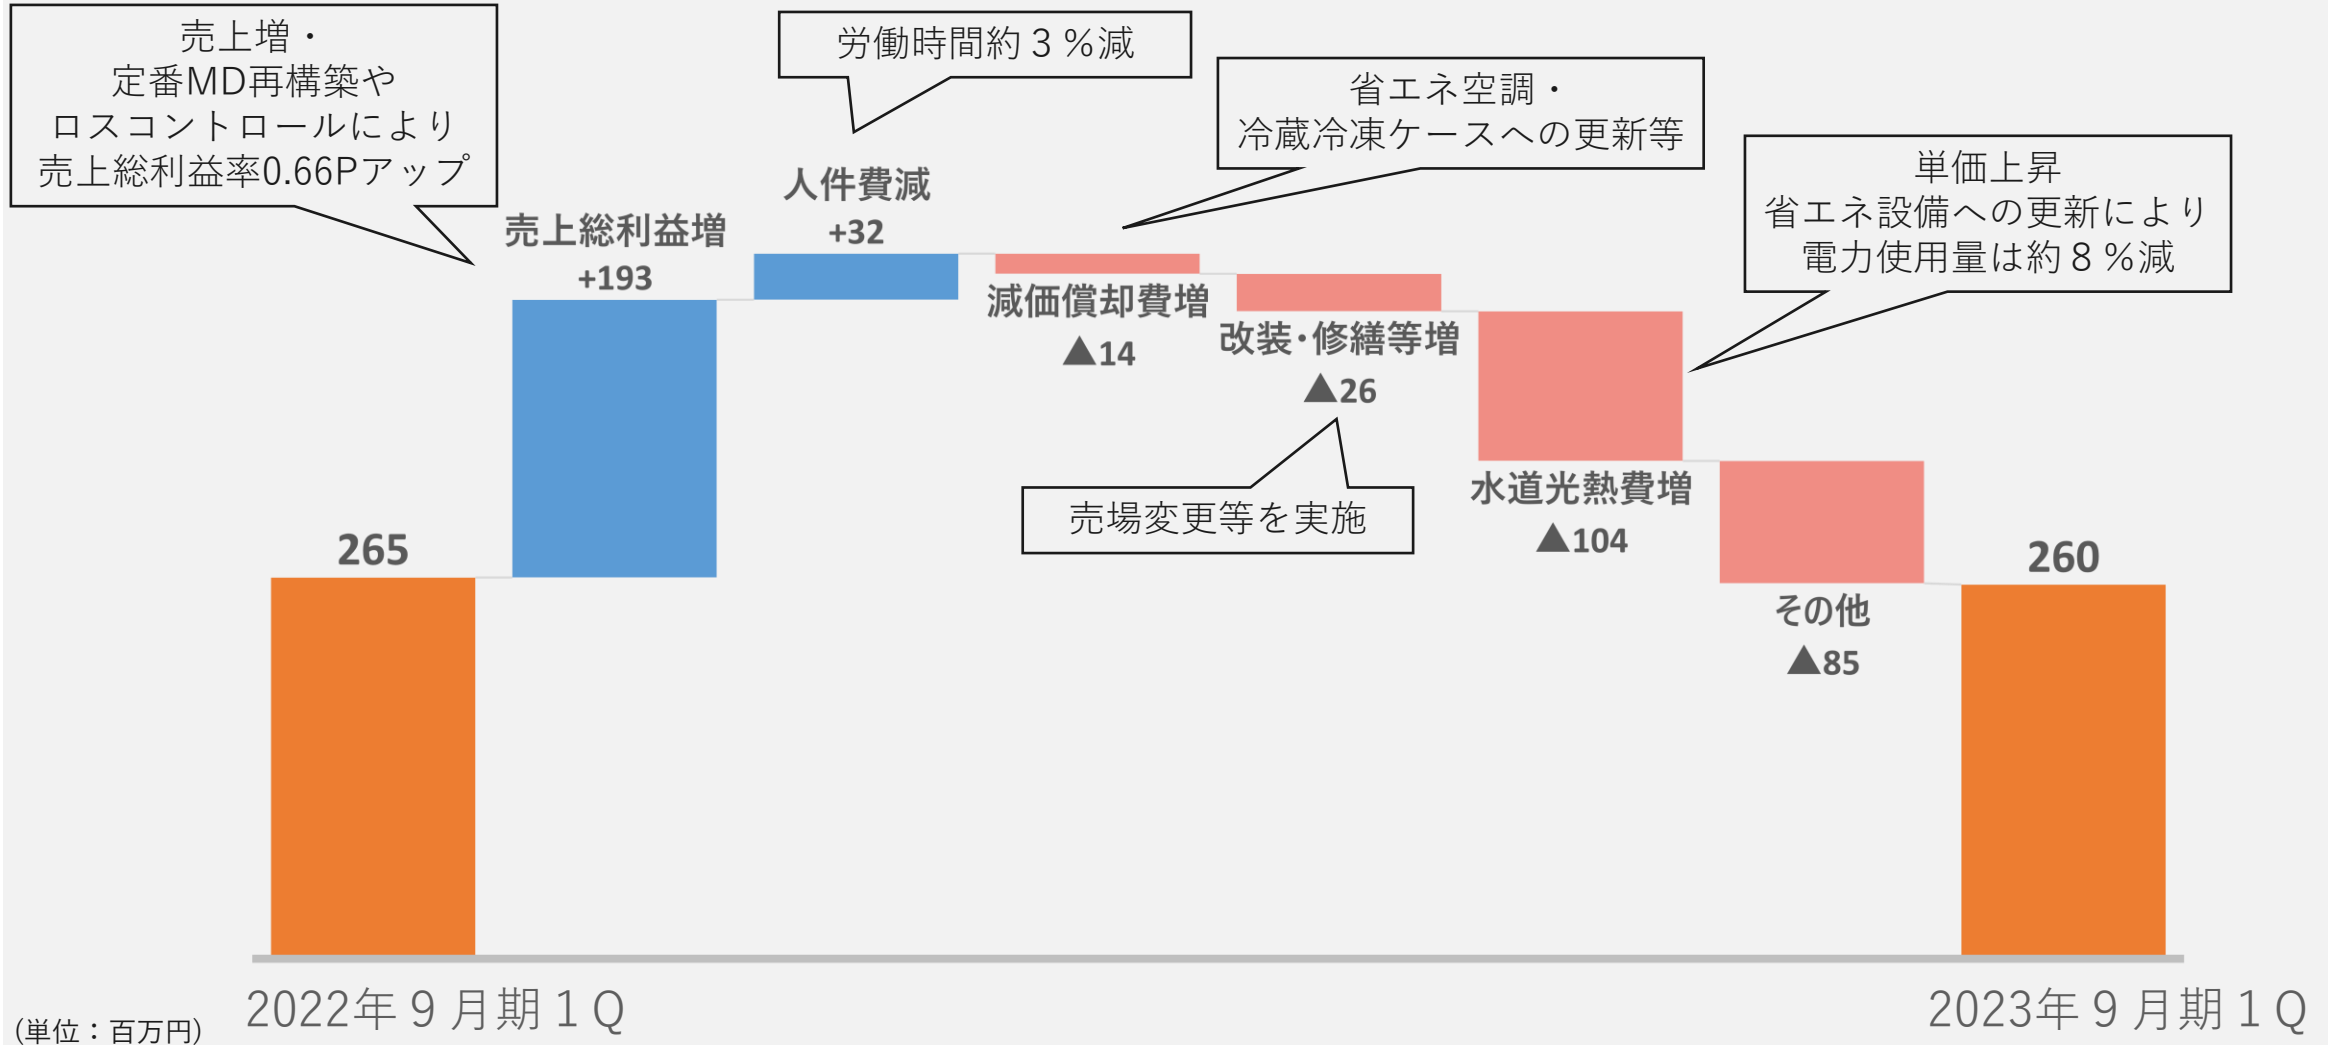 売上増・
定番MD再構築や
ロスコントロールにより
売上総利益率0.66Pアップ
労働時間約３％減
省エネ空調・
冷蔵冷凍ケースへの更新等
単価上昇
省エネ設備への更新により
電力使用量は約８％減
265
売上総利益増
+193
人件費減
+32
減価償却費増
▲14
改装・修繕等増
▲26
売場変更等を実施
水道光熱費増
▲104
その他
▲85
260
2022年９月期１Q
2023年９月期１Q
（単位：百万円）